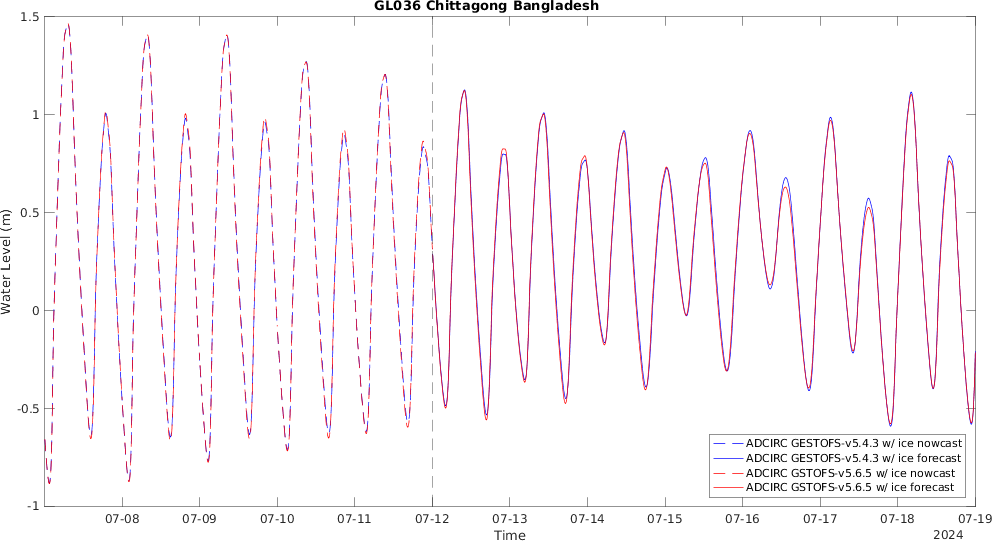 GL036 Chittagong Bangladesh
1.5
1
0.5
0
-0.5
-1
Water Level (m)
07-08 07-09 07-10 07-11 07-12 07-13 07-14 07-15 07-16 07-17 07-18 07-19
Time
2024
ADCIRC GESTOFS-v5.4.3 w/ ice nowcast
ADCIRC GESTOFS-v5.4.3 w/ ice forecast
ADCIRC GSTOFS-v5.6.5 w/ ice nowcast
ADCIRC GSTOFS-v5.6.5 w/ ice forecast